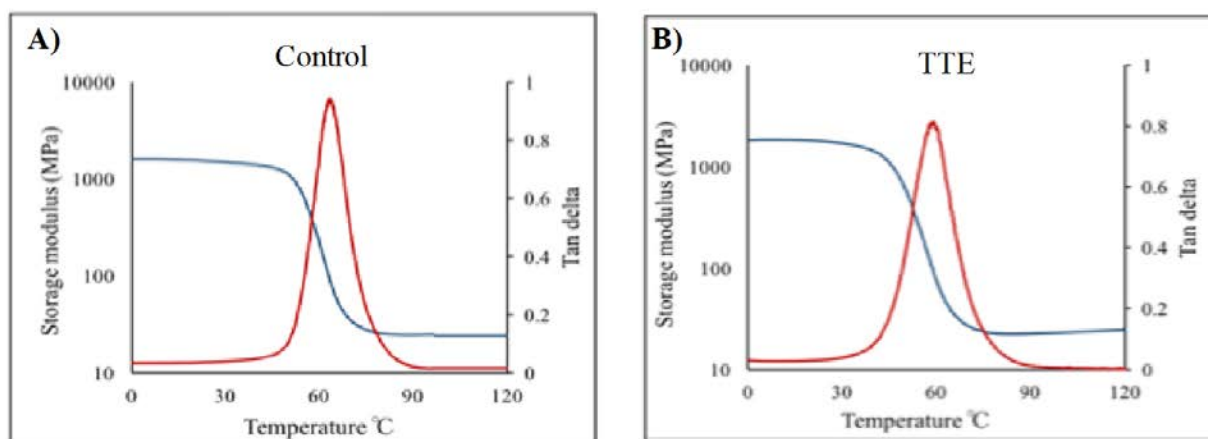 A)
Control
10000
1000
100
10
Storage modulus (MPa)
1
0.8
0.6
0.4
0.2
0
Tan delta
0 30 60 90 120
Temperature ℃
B)
TTE
10000
1000
100
10
Storage modulus (MPa)
1
0.8
0.6
0.4
0.2
0
Tan delta
0 30 60 90 120
Temperature ℃